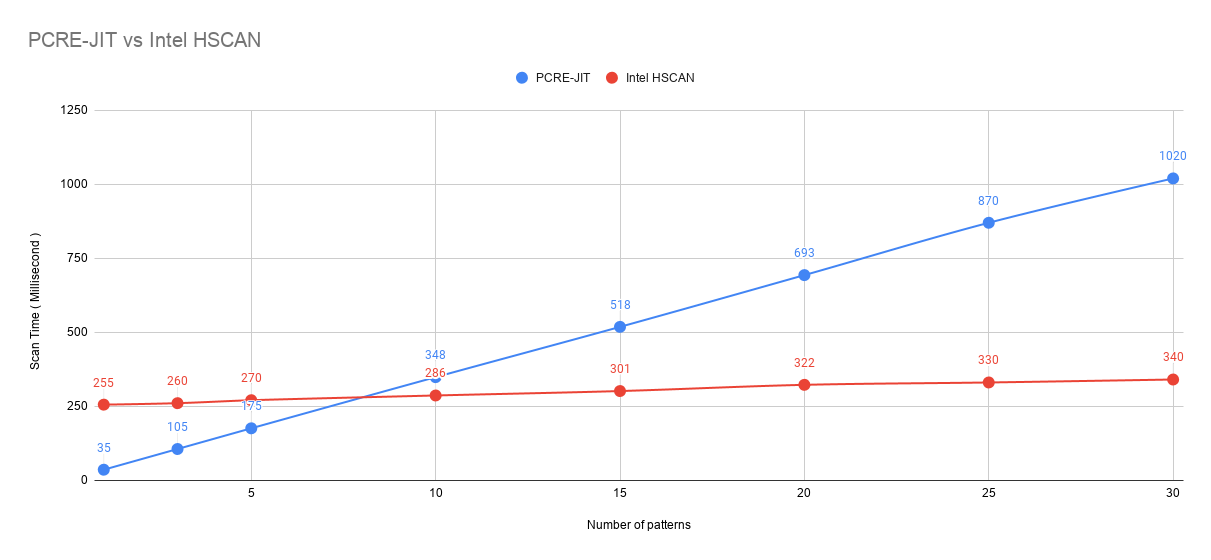 PCRE-JIT vs Intel HSCAN
PCRE-JIT Intel HSCAN
1250
1000
750
500
250
0
Scan Time ( Millisecond )
35 105 175 348 518 693 870 1020
255 260 270 286 301 322 330 340
5 10 15 20 25 30
Number of patterns